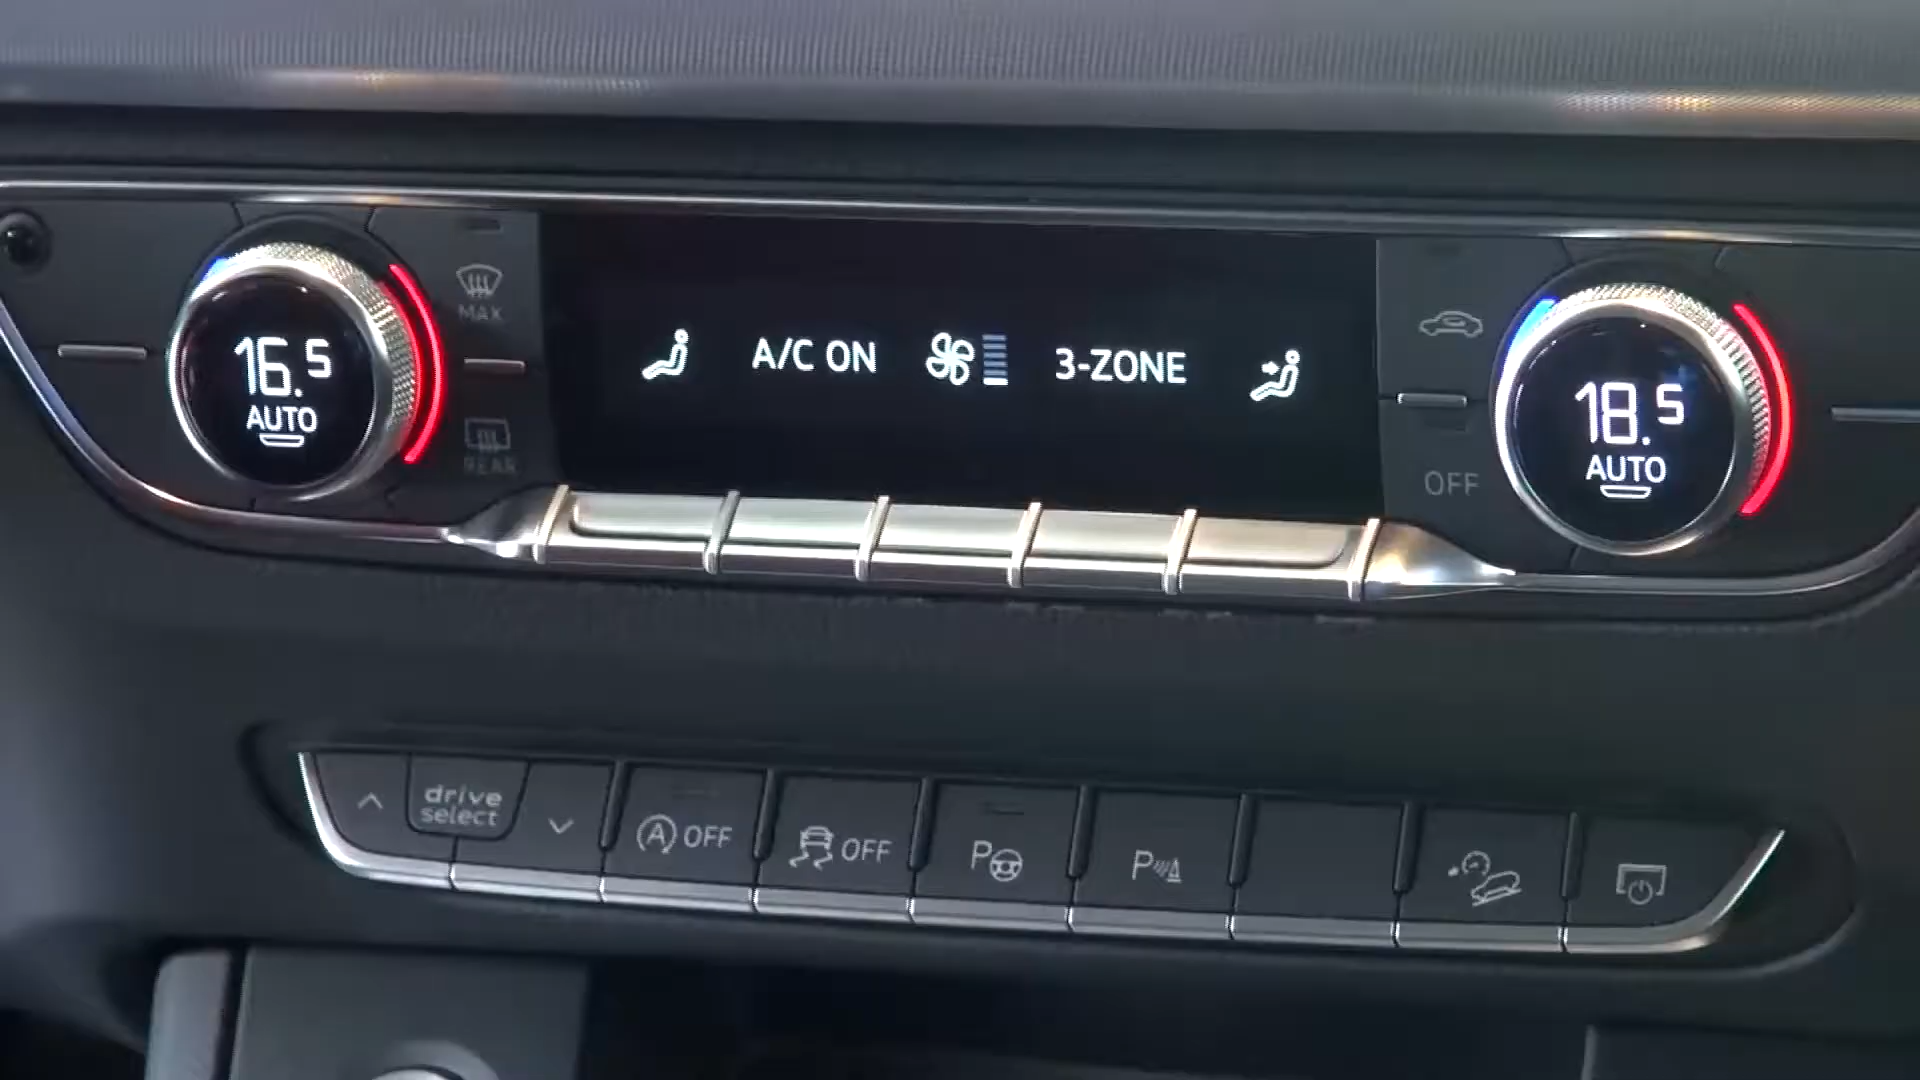 16.5
AUTO
MAX
REAR
A/C ON
3-ZONE
OFF
18.5
AUTO
drive
select
A OFF
OFF
P
P